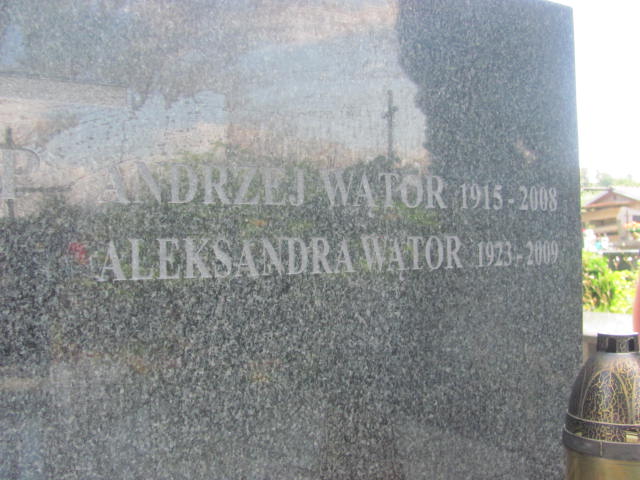 P ANDRZEJ WĄTOR 1915-2008
ALEKSANDRA WĄTOR 1923-2009